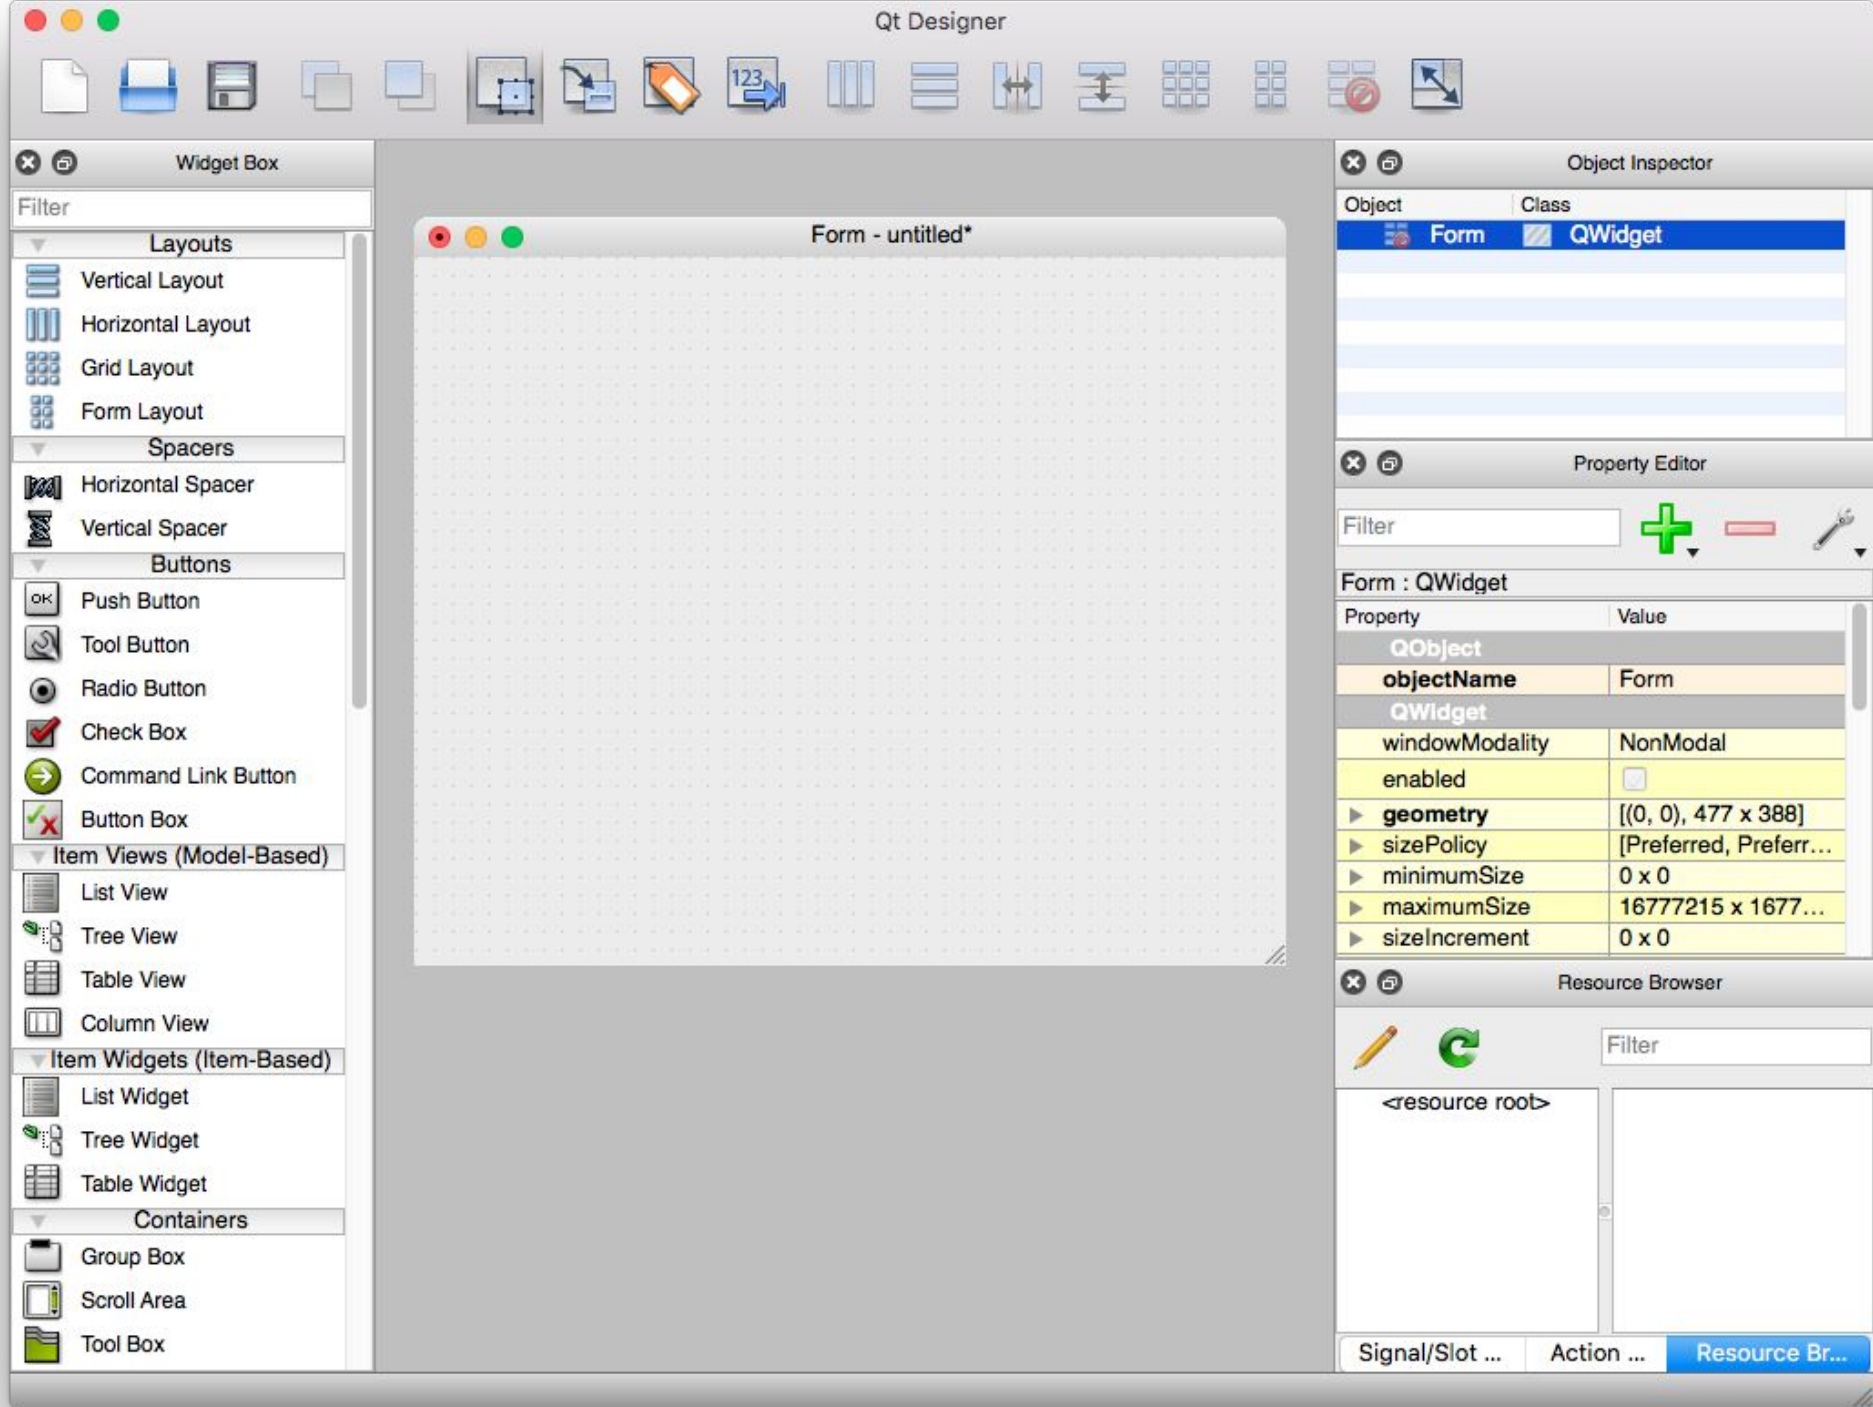 Qt Designer
123
Widget Box
Filter
Layouts
Vertical Layout
Horizontal Layout
Grid Layout
Form Layout
Spacers
Horizontal Spacer
Vertical Spacer
Buttons
OK
Push Button
Tool Button
Radio Button
Check Box
Command Link Button
Button Box
Item Views (Model-Based)
List View
Tree View
Table View
Column View
Item Widgets (Item-Based)
List Widget
Tree Widget
Table Widget
Containers
Group Box
Scroll Area
Tool Box
Form - untitled*
Object Inspector
Object Class
Form QWidget
Property Editor
Filter
Form : QWidget
Property Value
QObject
objectName Form
QWidget
windowModality NonModal
enabled
geometry [(0, 0), 477 x 388]
sizePolicy [Preferred, Preferr...
minimumSize 0 x 0
maximumSize 16777215 x 1677...
sizeIncrement 0 x 0
Resource Browser
Filter
<resource root>
Signal/Slot ... Action ... Resource Br...